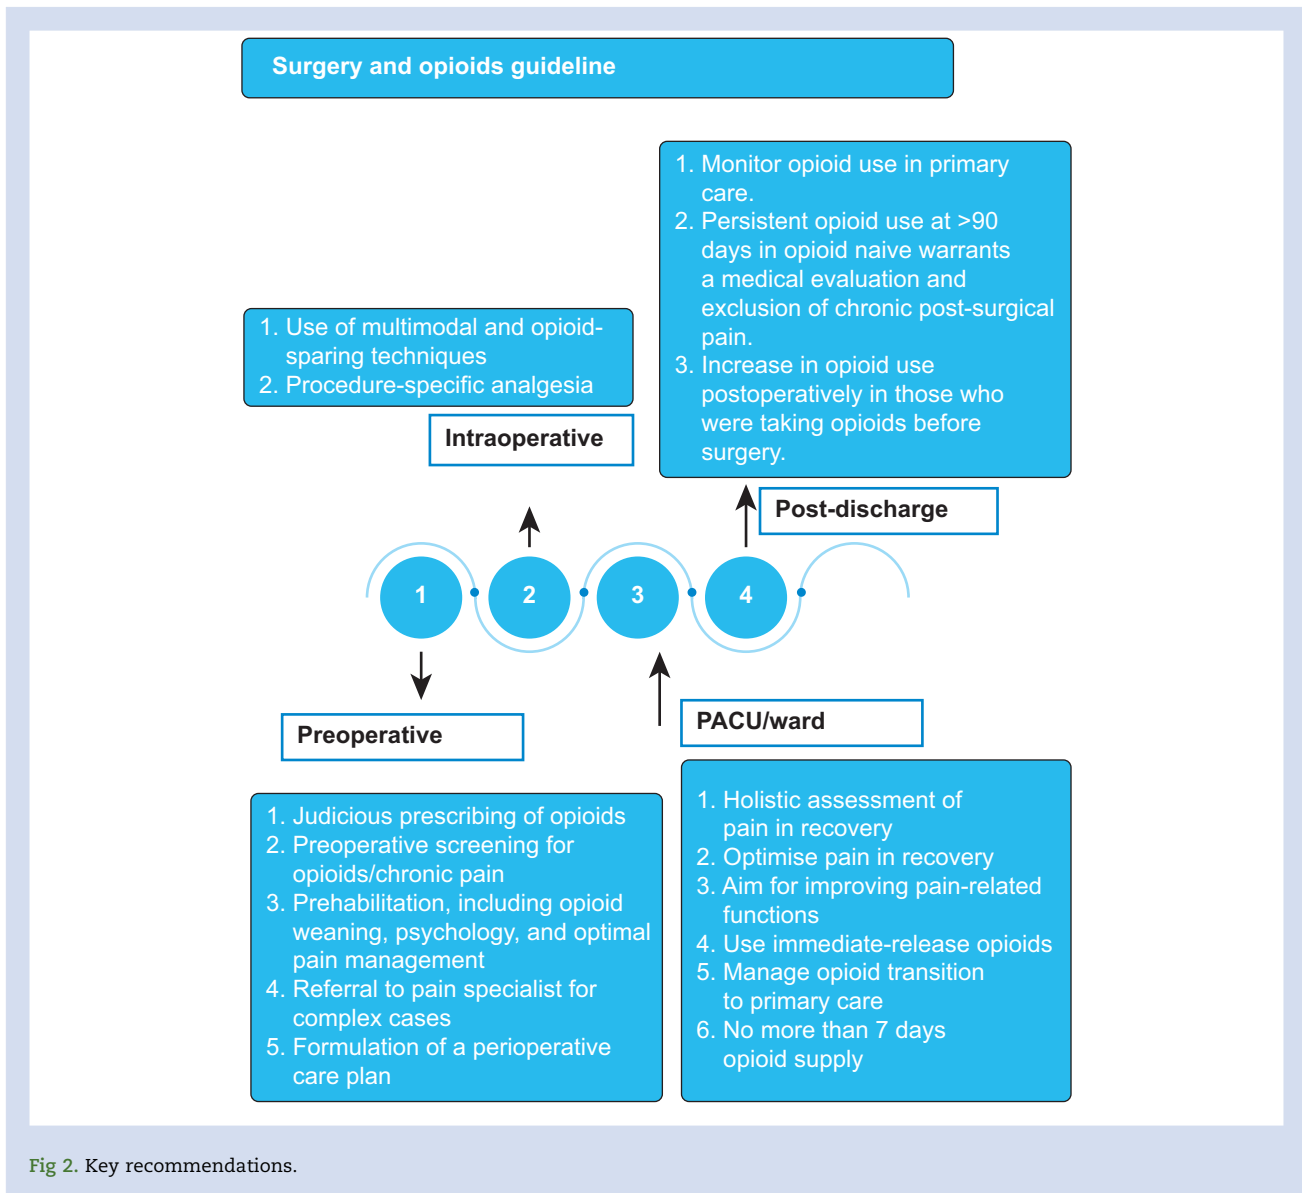 Surgery and opioids guideline
1. Monitor opioid use in primary
care.
2. Persistent opioid use at >90
days in opioid naive warrants
a medical evaluation and
exclusion of chronic post-surgical
pain.
3. Increase in opioid use
postoperatively in those who
were taking opioids before
surgery.
1. Use of multimodal and opioid-
sparing techniques
2. Procedure-specific analgesia
Intraoperative
Post-discharge
1
2
3
4
Preoperative
PACU/ward
1. Judicious prescribing of opioids
2. Preoperative screening for
opioids/chronic pain
3. Prehabilitation, including opioid
weaning, psychology, and optimal
pain management
4. Referral to pain specialist for
complex cases
5. Formulation of a perioperative
care plan
1. Holistic assessment of
pain in recovery
2. Optimise pain in recovery
3. Aim for improving pain-related
functions
4. Use immediate-release opioids
5. Manage opioid transition
to primary care
6. No more than 7 days
opioid supply
Fig 2. Key recommendations.